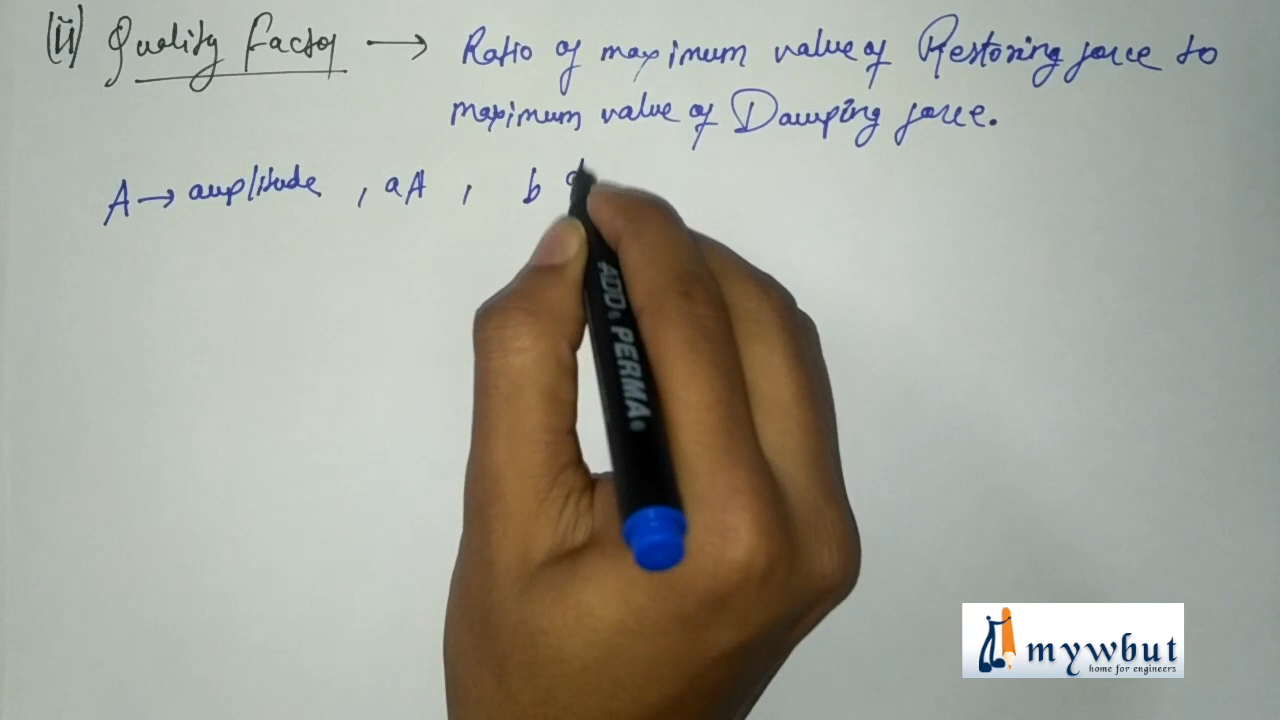 (ii) Quality factor → Ratio of maximum value of Restoring force to
maximum value of Damping force.
A → amplitude , aA , b
ADD PERMA
mywbut
home for engineers